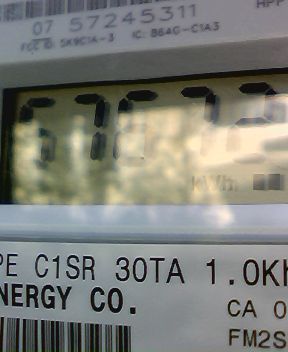 HPP
07 57245311
FCC ID: SK9C1A-3 IC: 864G-C1A3
kWh
PE C1SR 30TA 1.0Kh
NERGY CO.
CA 0
FM2S